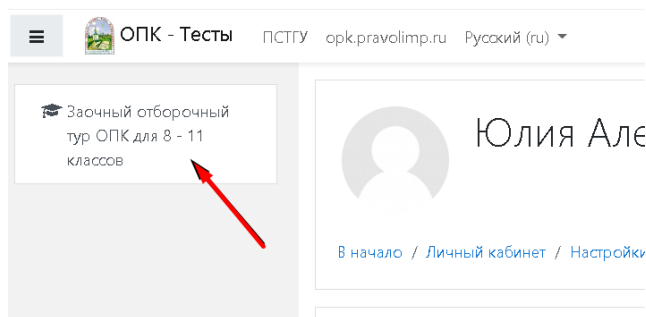 ОПК - Тесты ПСТГУ opk.pravolimp.ru Русский (ru)
Заочный отборочный
тур ОПК для 8 - 11
классов
Юлия Але
В начало / Личный кабинет / Настройки